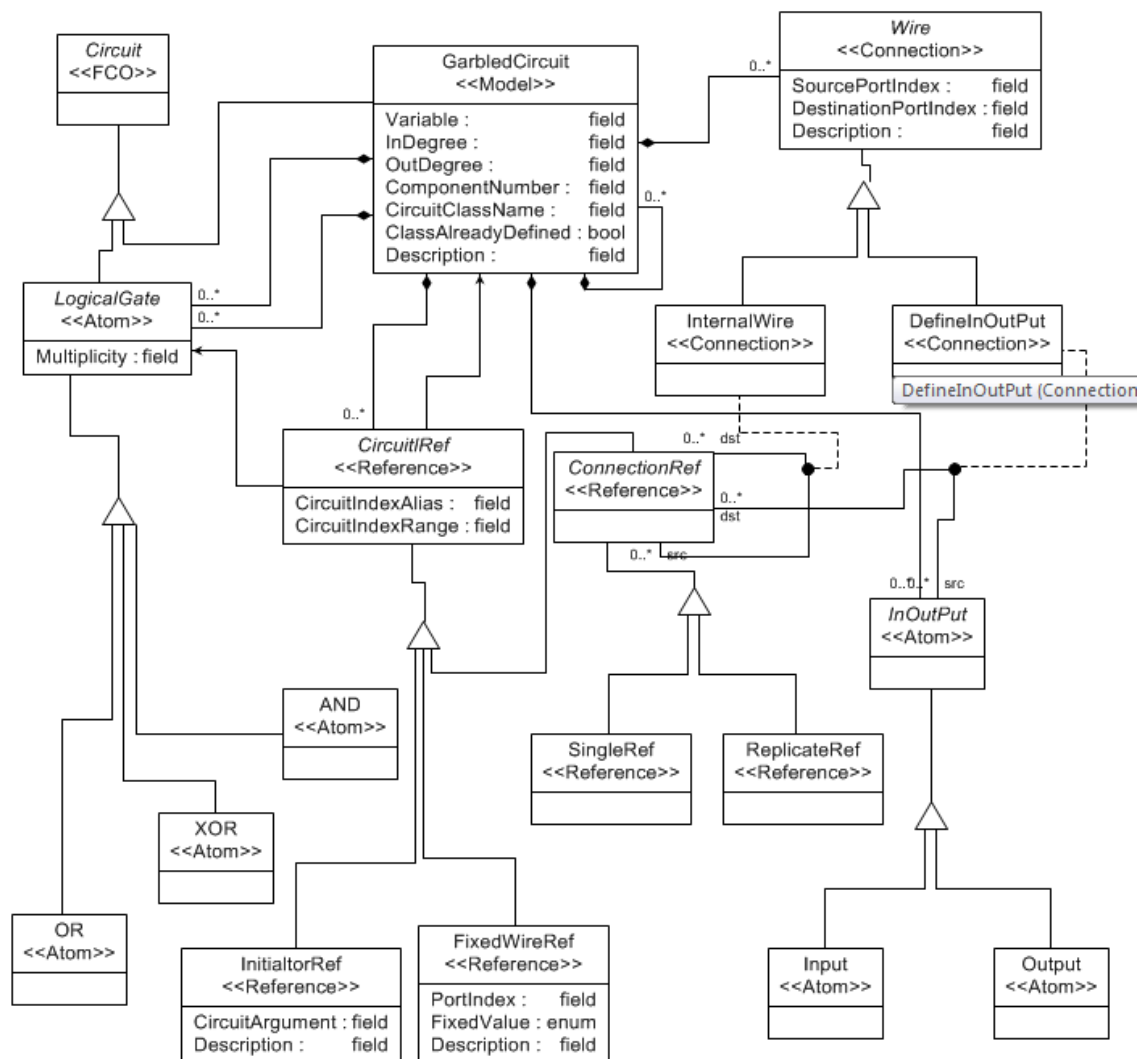 Circuit
<<FCO>>
GarbledCircuit
<<Model>>
Variable : field
InDegree : field
OutDegree : field
ComponentNumber : field
CircuitClassName : field
ClassAlreadyDefined : bool
Description : field
Wire
<<Connection>>
SourcePortIndex : field
DestinationPortIndex : field
Description : field
0..*
0..*
0..*
0..*
LogicalGate
<<Atom>>
Multiplicity : field
InternalWire
<<Connection>>
DefineInOutPut
<<Connection>>
DefineInOutPut (Connection
0..*
CircuitIRef
<<Reference>>
CircuitIndexAlias : field
CircuitIndexRange : field
0..* dst
ConnectionRef
<<Reference>>
0..*
dst
0..* src
0..*
0..*
src
InOutPut
<<Atom>>
AND
<<Atom>>
SingleRef
<<Reference>>
ReplicateRef
<<Reference>>
XOR
<<Atom>>
OR
<<Atom>>
InitialtorRef
<<Reference>>
CircuitArgument : field
Description : field
FixedWireRef
<<Reference>>
PortIndex : field
FixedValue : enum
Description : field
Input
<<Atom>>
Output
<<Atom>>